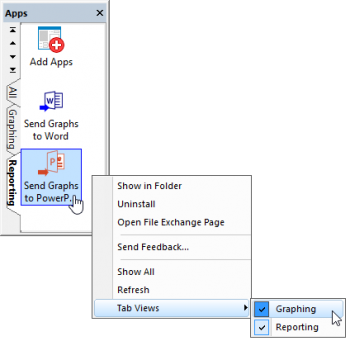 Apps
Add Apps
All
Graphing
Reporting
Send Graphs
to Word
Send Graphs
to PowerP...
Show in Folder
Uninstall
Open File Exchange Page
Send Feedback...
Show All
Refresh
Tab Views
Graphing
Reporting